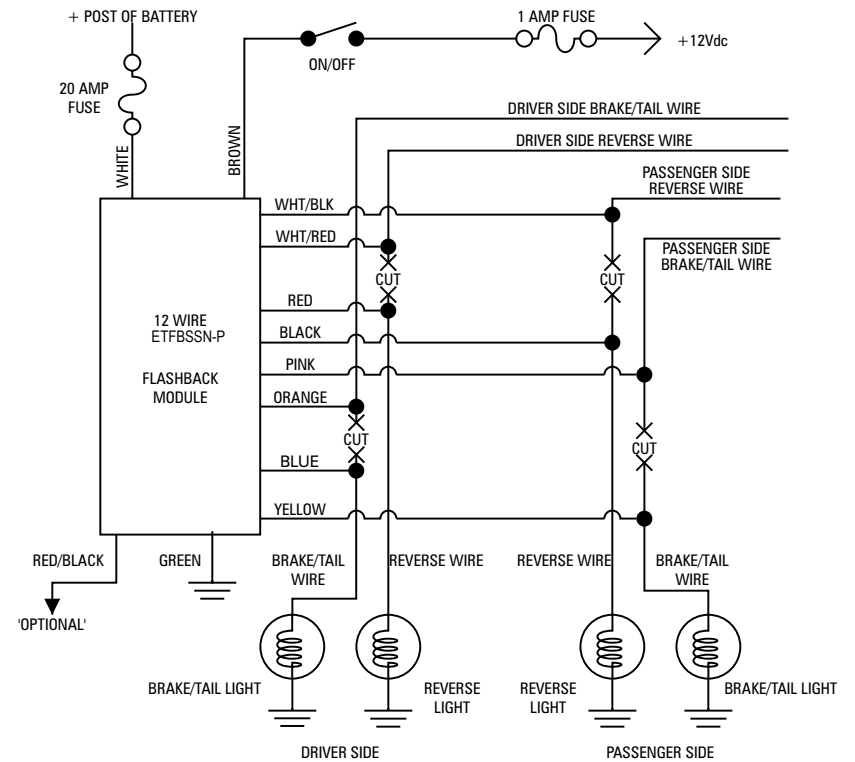 + POST OF BATTERY
1 AMP FUSE
+12Vdc
ON/OFF
20 AMP
FUSE
WHITE
BROWN
DRIVER SIDE BRAKE/TAIL WIRE
DRIVER SIDE REVERSE WIRE
PASSENGER SIDE
REVERSE WIRE
PASSENGER SIDE
BRAKE/TAIL WIRE
WHT/BLK
WHT/RED
CUT
CUT
RED
BLACK
PINK
ORANGE
CUT
CUT
BLUE
YELLOW
12 WIRE
ETFBSSN-P
FLASHBACK
MODULE
RED/BLACK
GREEN
'OPTIONAL'
BRAKE/TAIL
WIRE
REVERSE WIRE
REVERSE WIRE
BRAKE/TAIL
WIRE
BRAKE/TAIL LIGHT
REVERSE
LIGHT
REVERSE
LIGHT
BRAKE/TAIL LIGHT
DRIVER SIDE
PASSENGER SIDE